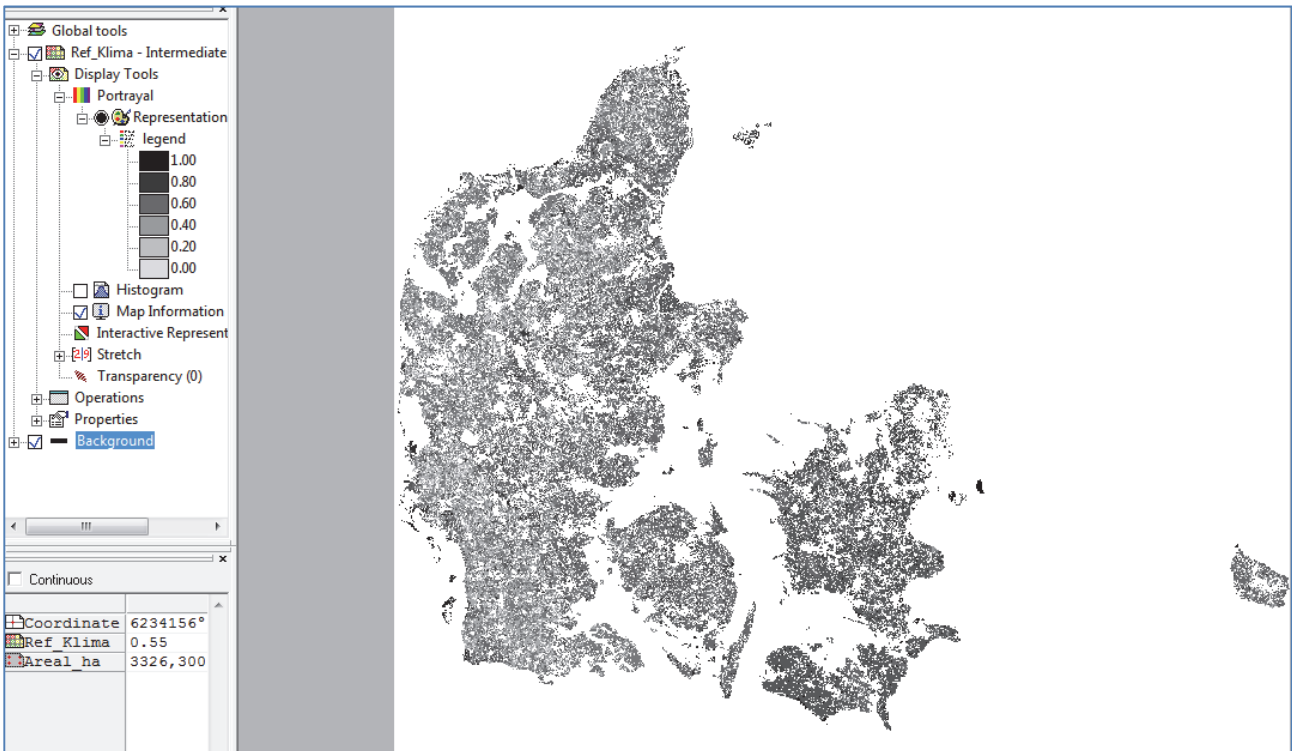 Global tools
Ref_Klima - Intermediate
Display Tools
Portrayal
Representation
legend
1.00
0.80
0.60
0.40
0.20
0.00
Histogram
Map Information
Interactive Represent
Stretch
Transparency (0)
Operations
Properties
Background
Continuous
Coordinate 6234156°
Ref_Klima 0.55
Areal_ha 3326,300